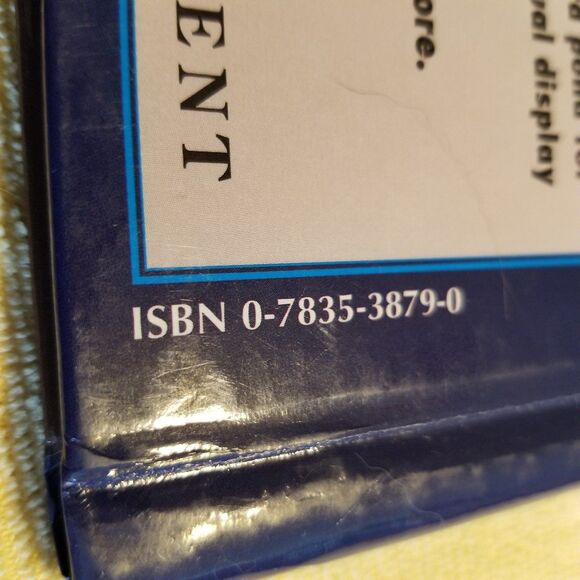 ENT
ore.
display
ISBN 0-7835-3879-0